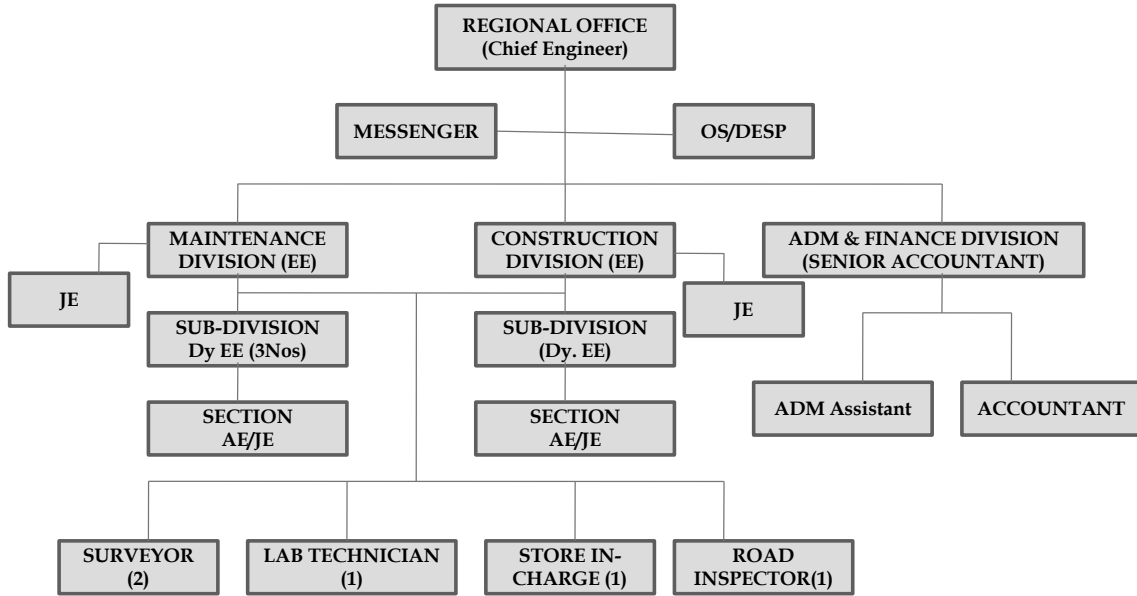 REGIONAL OFFICE
(Chief Engineer)
MESSENGER
OS/DESP
MAINTENANCE
DIVISION (EE)
CONSTRUCTION
DIVISION (EE)
ADM & FINANCE DIVISION
(SENIOR ACCOUNTANT)
JE
JE
SUB-DIVISION
Dy EE (3Nos)
SUB-DIVISION
(Dy. EE)
ADM Assistant
ACCOUNTANT
SECTION
AE/JE
SECTION
AE/JE
SURVEYOR
(2)
LAB TECHNICIAN
(1)
STORE IN-
CHARGE (1)
ROAD
INSPECTOR(1)